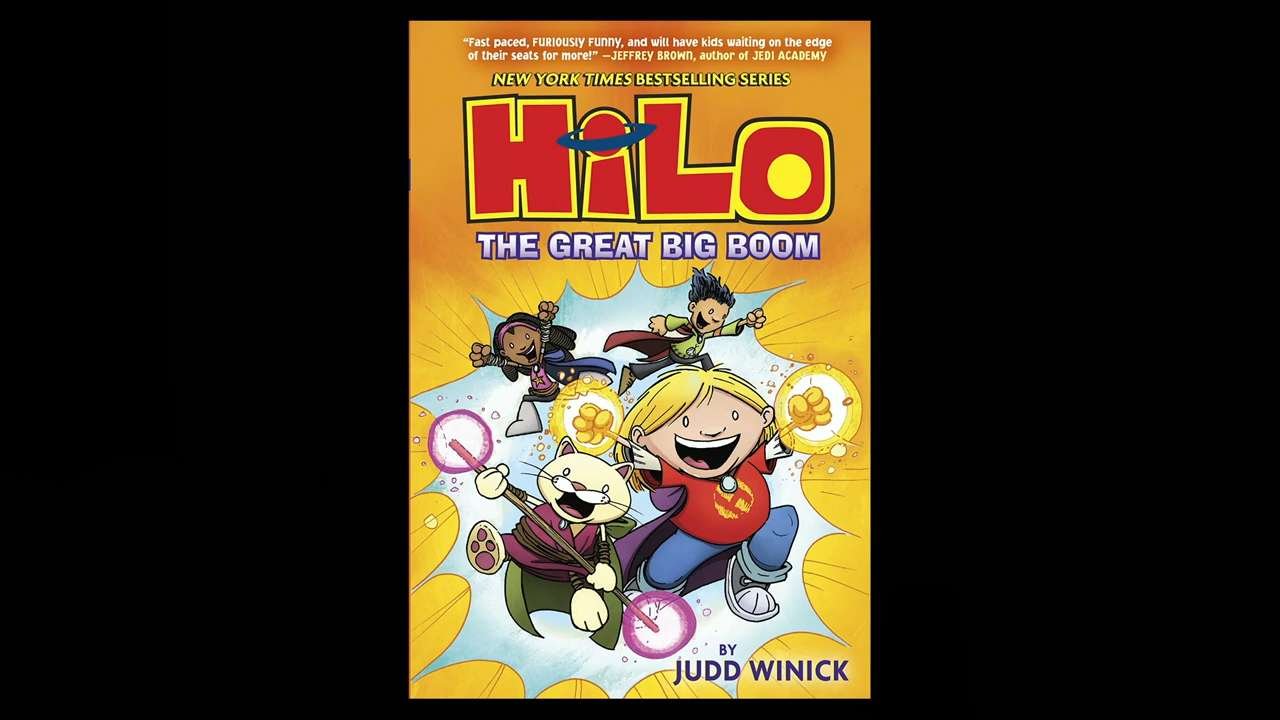 “Fast paced, FURIOUSLY FUNNY, and will have kids waiting on the edge
of their seats for more!” —JEFFREY BROWN, author of JEDI ACADEMY
NEW YORK TIMES BESTSELLING SERIES
HiLO
THE GREAT BIG BOOM
BY
JUDD WINICK